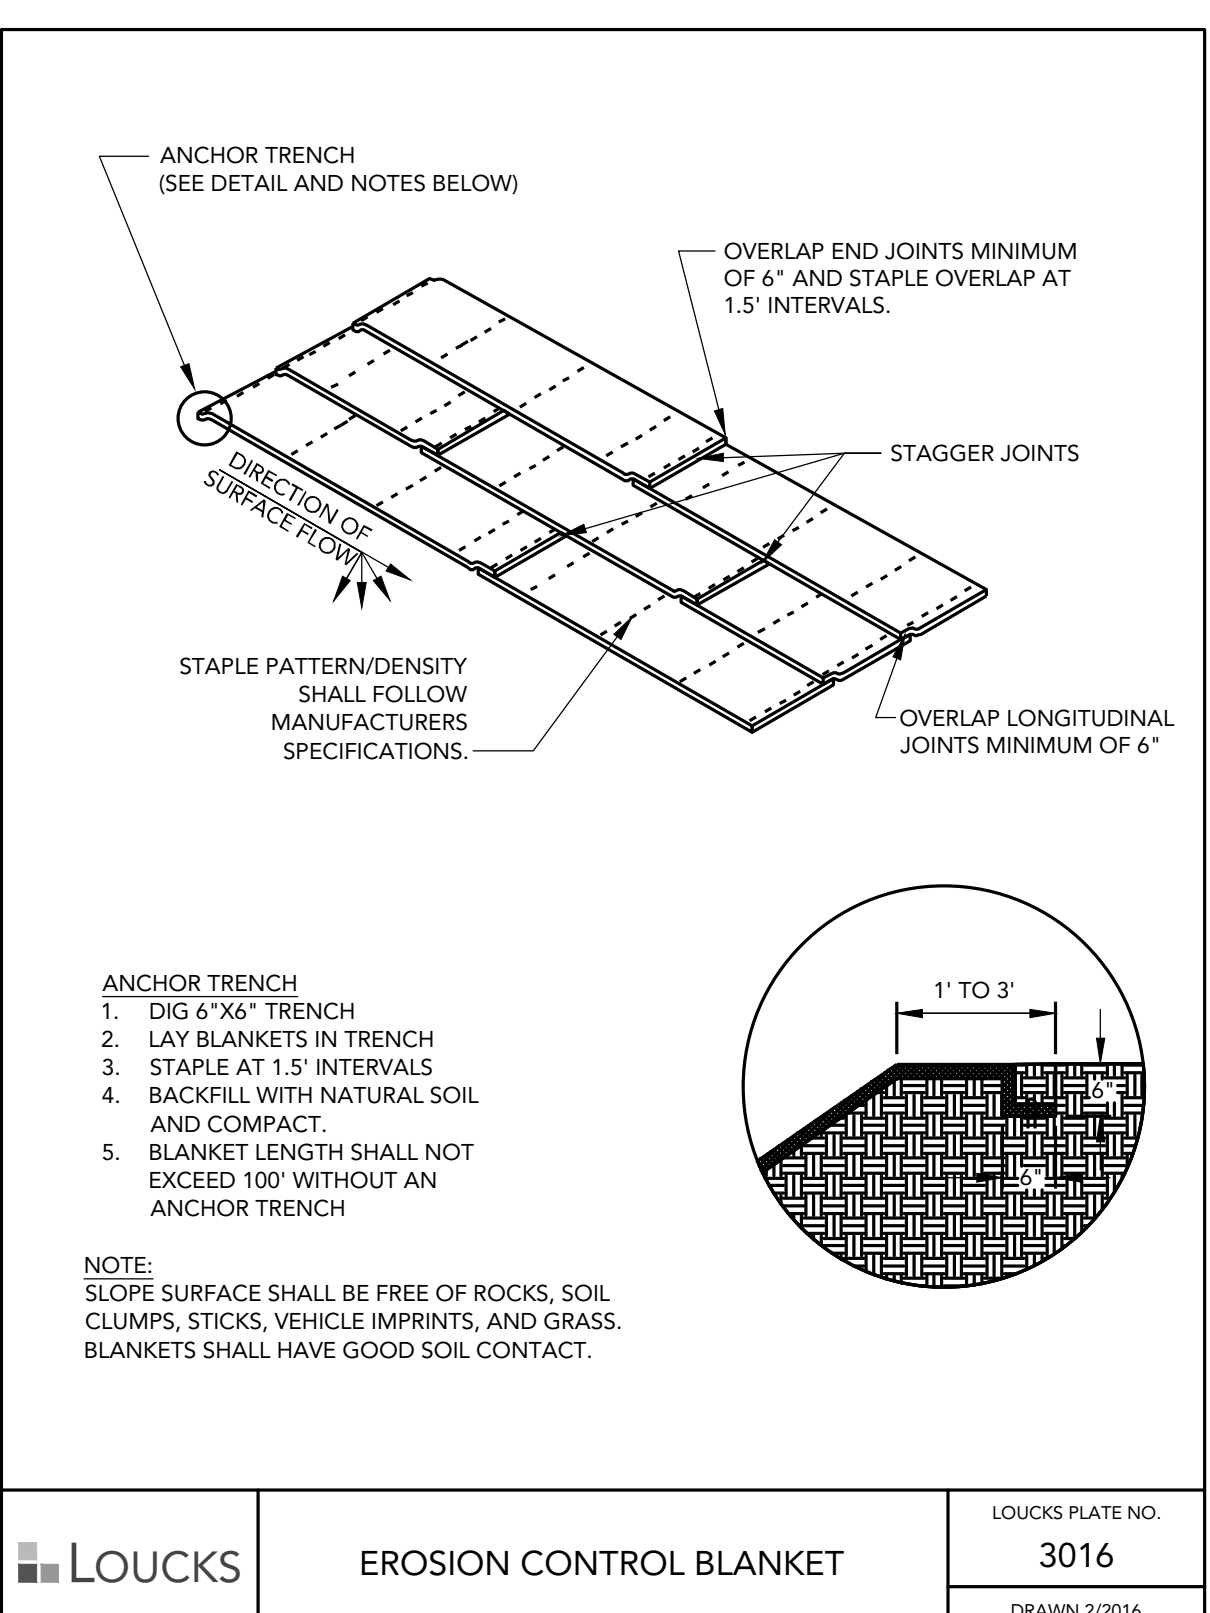 ANCHOR TRENCH
(SEE DETAIL AND NOTES BELOW)
OVERLAP END JOINTS MINIMUM
OF 6" AND STAPLE OVERLAP AT
1.5' INTERVALS.
STAGGER JOINTS
DIRECTION OF
SURFACE FLOW
STAPLE PATTERN/DENSITY
SHALL FOLLOW
MANUFACTURERS
SPECIFICATIONS.
OVERLAP LONGITUDINAL
JOINTS MINIMUM OF 6"
1' TO 3'
6"
6"
ANCHOR TRENCH
1. DIG 6"X6" TRENCH
2. LAY BLANKETS IN TRENCH
3. STAPLE AT 1.5' INTERVALS
4. BACKFILL WITH NATURAL SOIL
AND COMPACT.
5. BLANKET LENGTH SHALL NOT
EXCEED 100' WITHOUT AN
ANCHOR TRENCH
NOTE:
SLOPE SURFACE SHALL BE FREE OF ROCKS, SOIL
CLUMPS, STICKS, VEHICLE IMPRINTS, AND GRASS.
BLANKETS SHALL HAVE GOOD SOIL CONTACT.
LOUCKS
EROSION CONTROL BLANKET
LOUCKS PLATE NO.
3016
DRAWN 2/2016